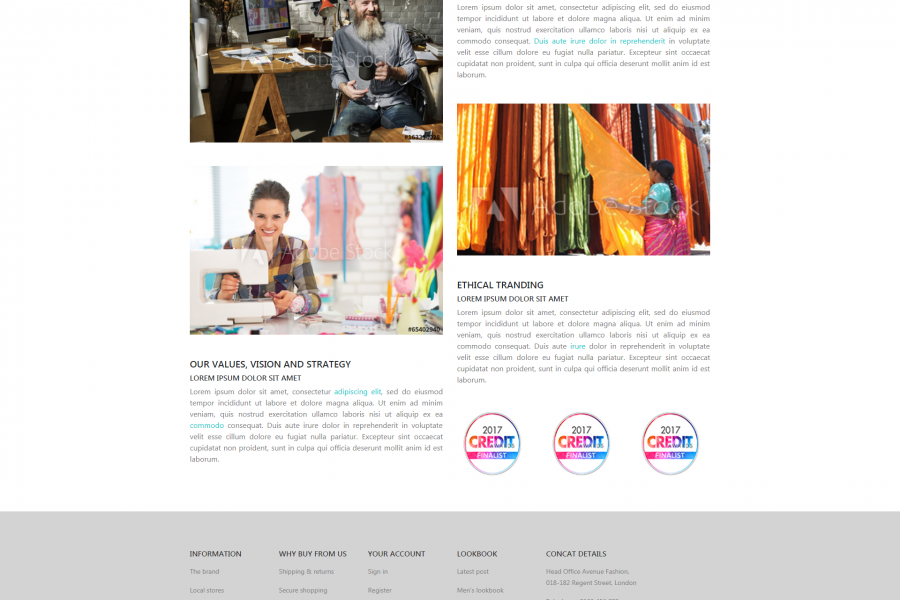 Adobe Stock
Adobe Stock
#65402940
OUR VALUES, VISION AND STRATEGY
LOREM IPSUM DOLOR SIT AMET
Lorem ipsum dolor sit amet, consectetur adipiscing elit, sed do eiusmod
tempor incididunt ut labore et dolore magna aliqua. Ut enim ad minim
veniam, quis nostrud exercitation ullamco laboris nisi ut aliquip ex ea
commodo consequat. Duis aute irure dolor in reprehenderit in voluptate
velit esse cillum dolore eu fugiat nulla pariatur. Excepteur sint occaecat
cupidatat non proident, sunt in culpa qui officia deserunt mollit anim id est
laborum.
Lorem ipsum dolor sit amet, consectetur adipiscing elit, sed do eiusmod
tempor incididunt ut labore et dolore magna aliqua. Ut enim ad minim
veniam, quis nostrud exercitation ullamco laboris nisi ut aliquip ex ea
commodo consequat. Duis aute irure dolor in reprehenderit in voluptate
velit esse cillum dolore eu fugiat nulla pariatur. Excepteur sint occaecat
cupidatat non proident, sunt in culpa qui officia deserunt mollit anim id est
laborum.
Adobe Stock
ETHICAL TRANDING
LOREM IPSUM DOLOR SIT AMET
Lorem ipsum dolor sit amet, consectetur adipiscing elit, sed do eiusmod
tempor incididunt ut labore et dolore magna aliqua. Ut enim ad minim
veniam, quis nostrud exercitation ullamco laboris nisi ut aliquip ex ea
commodo consequat. Duis aute irure dolor in reprehenderit in voluptate
velit esse cillum dolore eu fugiat nulla pariatur. Excepteur sint occaecat
cupidatat non proident, sunt in culpa qui officia deserunt mollit anim id est
laborum.
2017 2017 2017
CREDIT CREDIT CREDIT
FINALIST FINALIST FINALIST
INFORMATION WHY BUY FROM US YOUR ACCOUNT LOOKBOOK CONCAT DETAILS
The brand Shipping & returns Sign in Latest post Head Office Avenue Fashion,
018-182 Regent Street, London
Local stores Secure shopping Register Men's lookbook